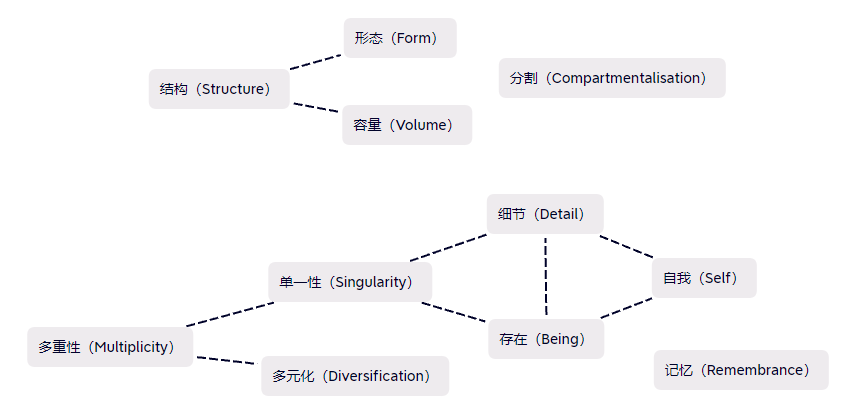 形态（Form）
结构（Structure）
分割（Compartmentalisation）
容量（Volume）
细节（Detail）
单一性（Singularity）
自我（Self）
多重性（Multiplicity）
存在（Being）
多元化（Diversification）
记忆（Remembrance）